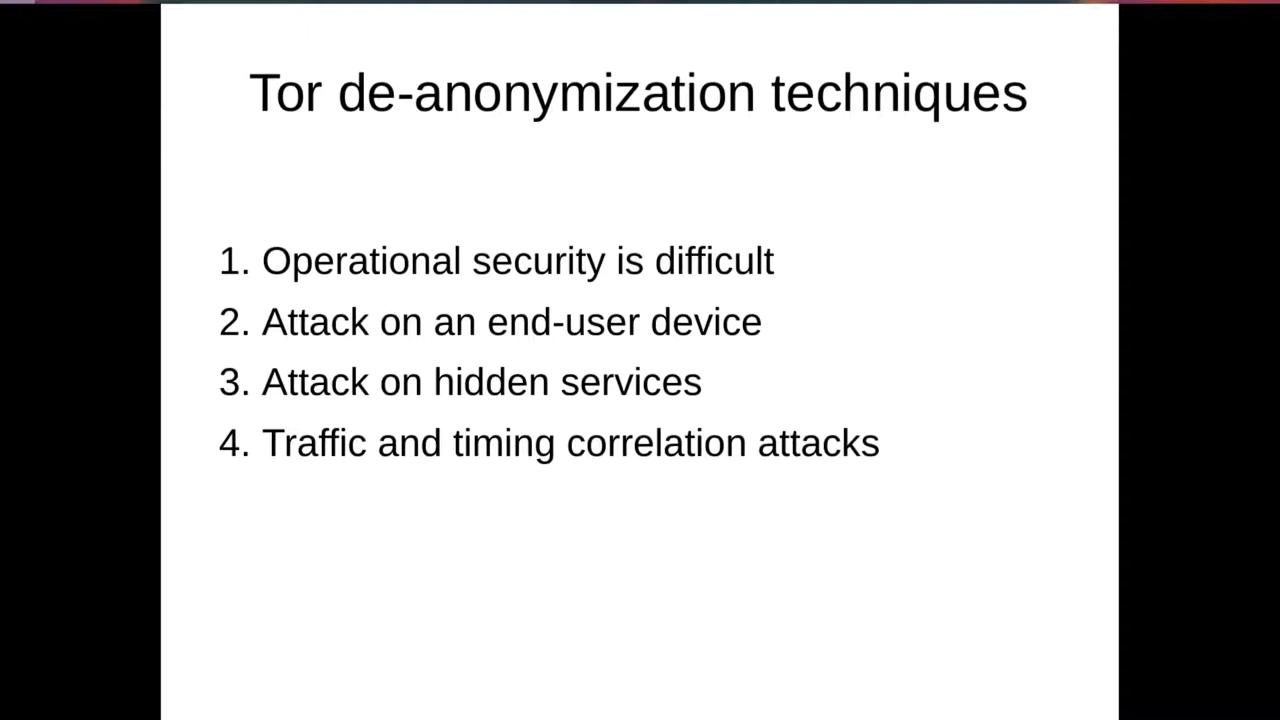 Tor de-anonymization techniques
1. Operational security is difficult
2. Attack on an end-user device
3. Attack on hidden services
4. Traffic and timing correlation attacks